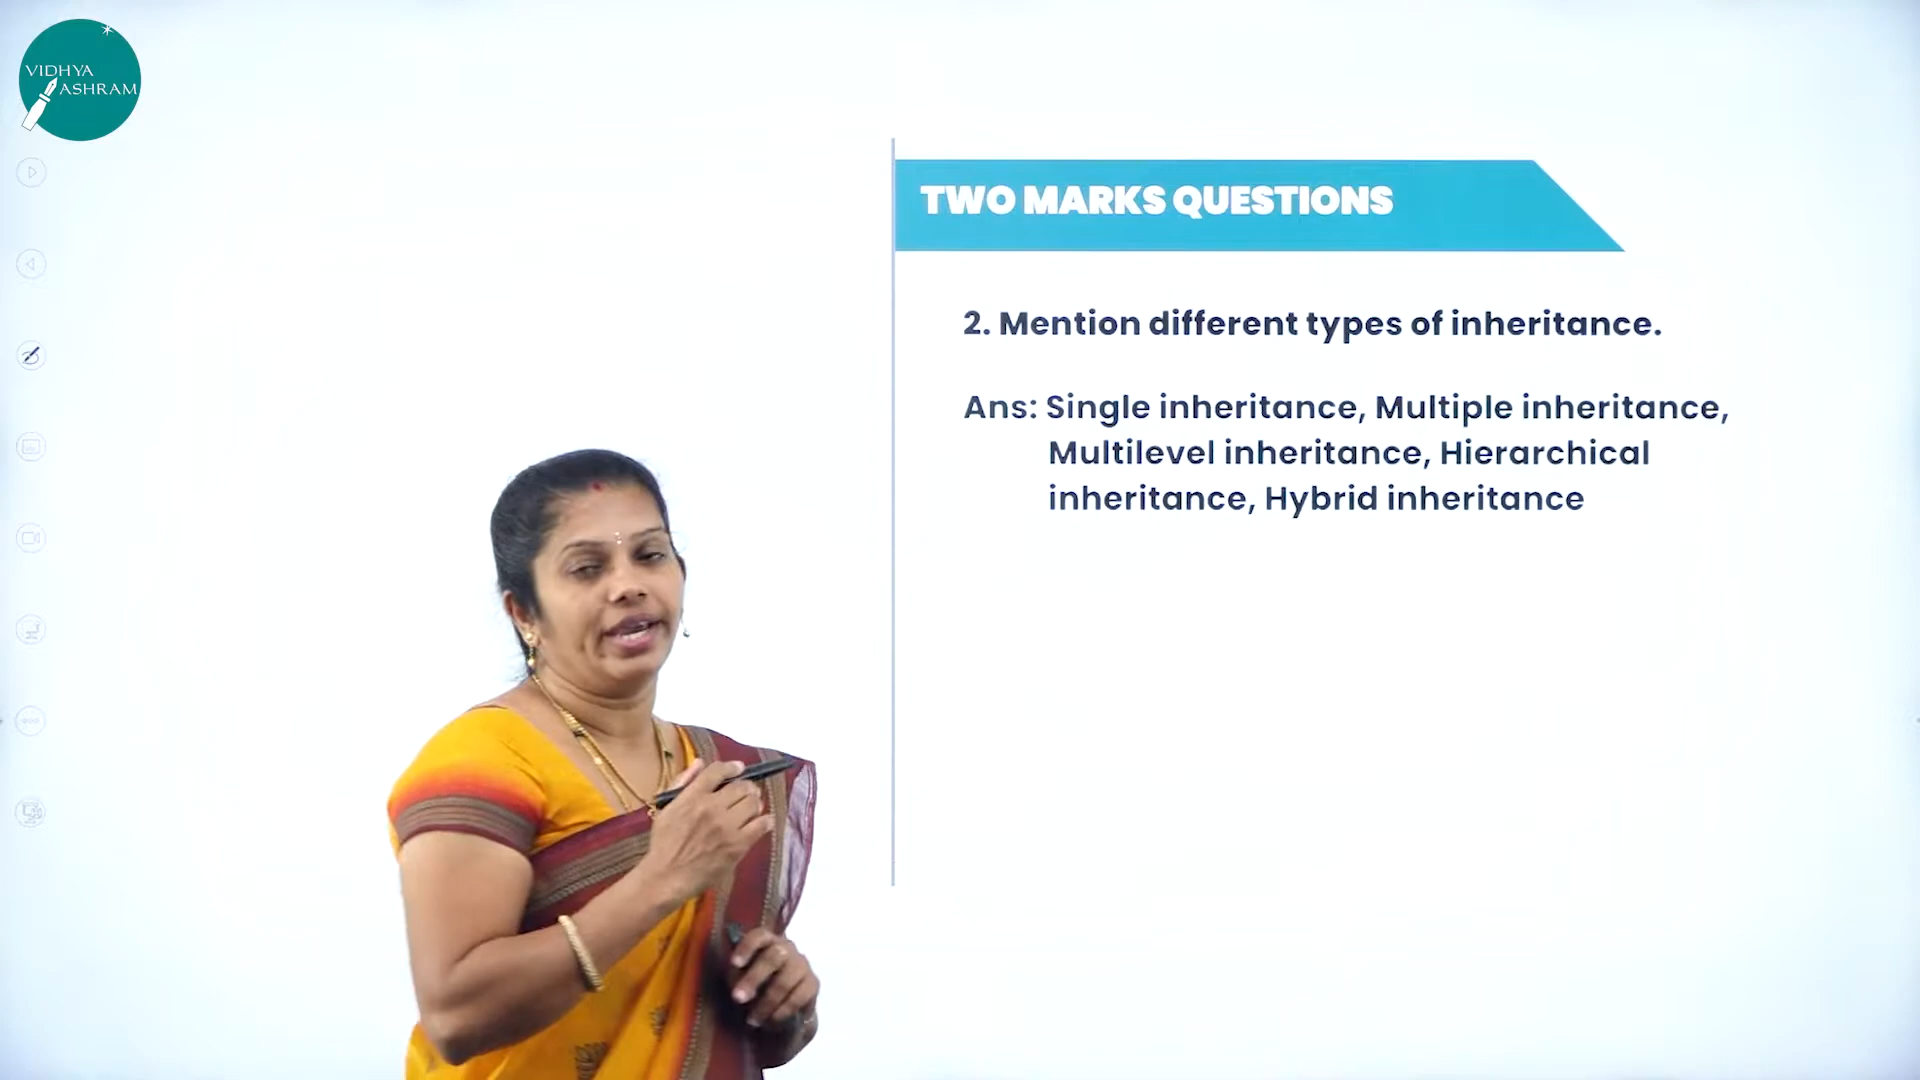 VIDHYA
ASHRAM
TWO MARKS QUESTIONS
2. Mention different types of inheritance.
Ans: Single inheritance, Multiple inheritance,
Multilevel inheritance, Hierarchical
inheritance, Hybrid inheritance